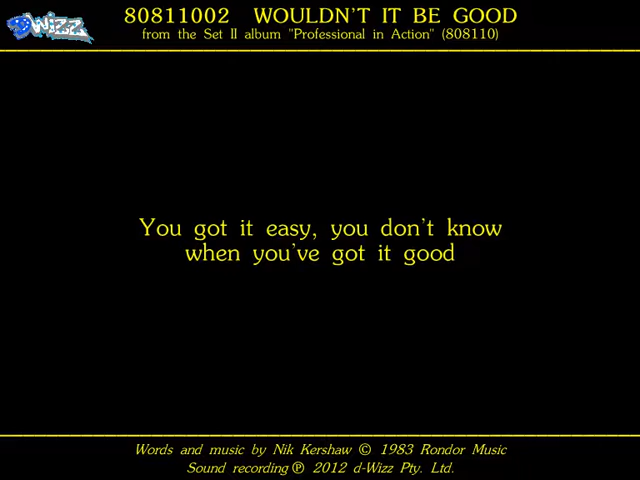 d-Wizz
80811002 WOULDN'T IT BE GOOD
from the Set II album "Professional in Action" (808110)
You got it easy, you don't know
when you've got it good
Words and music by Nik Kershaw © 1983 Rondor Music
Sound recording ℗ 2012 d-Wizz Pty. Ltd.